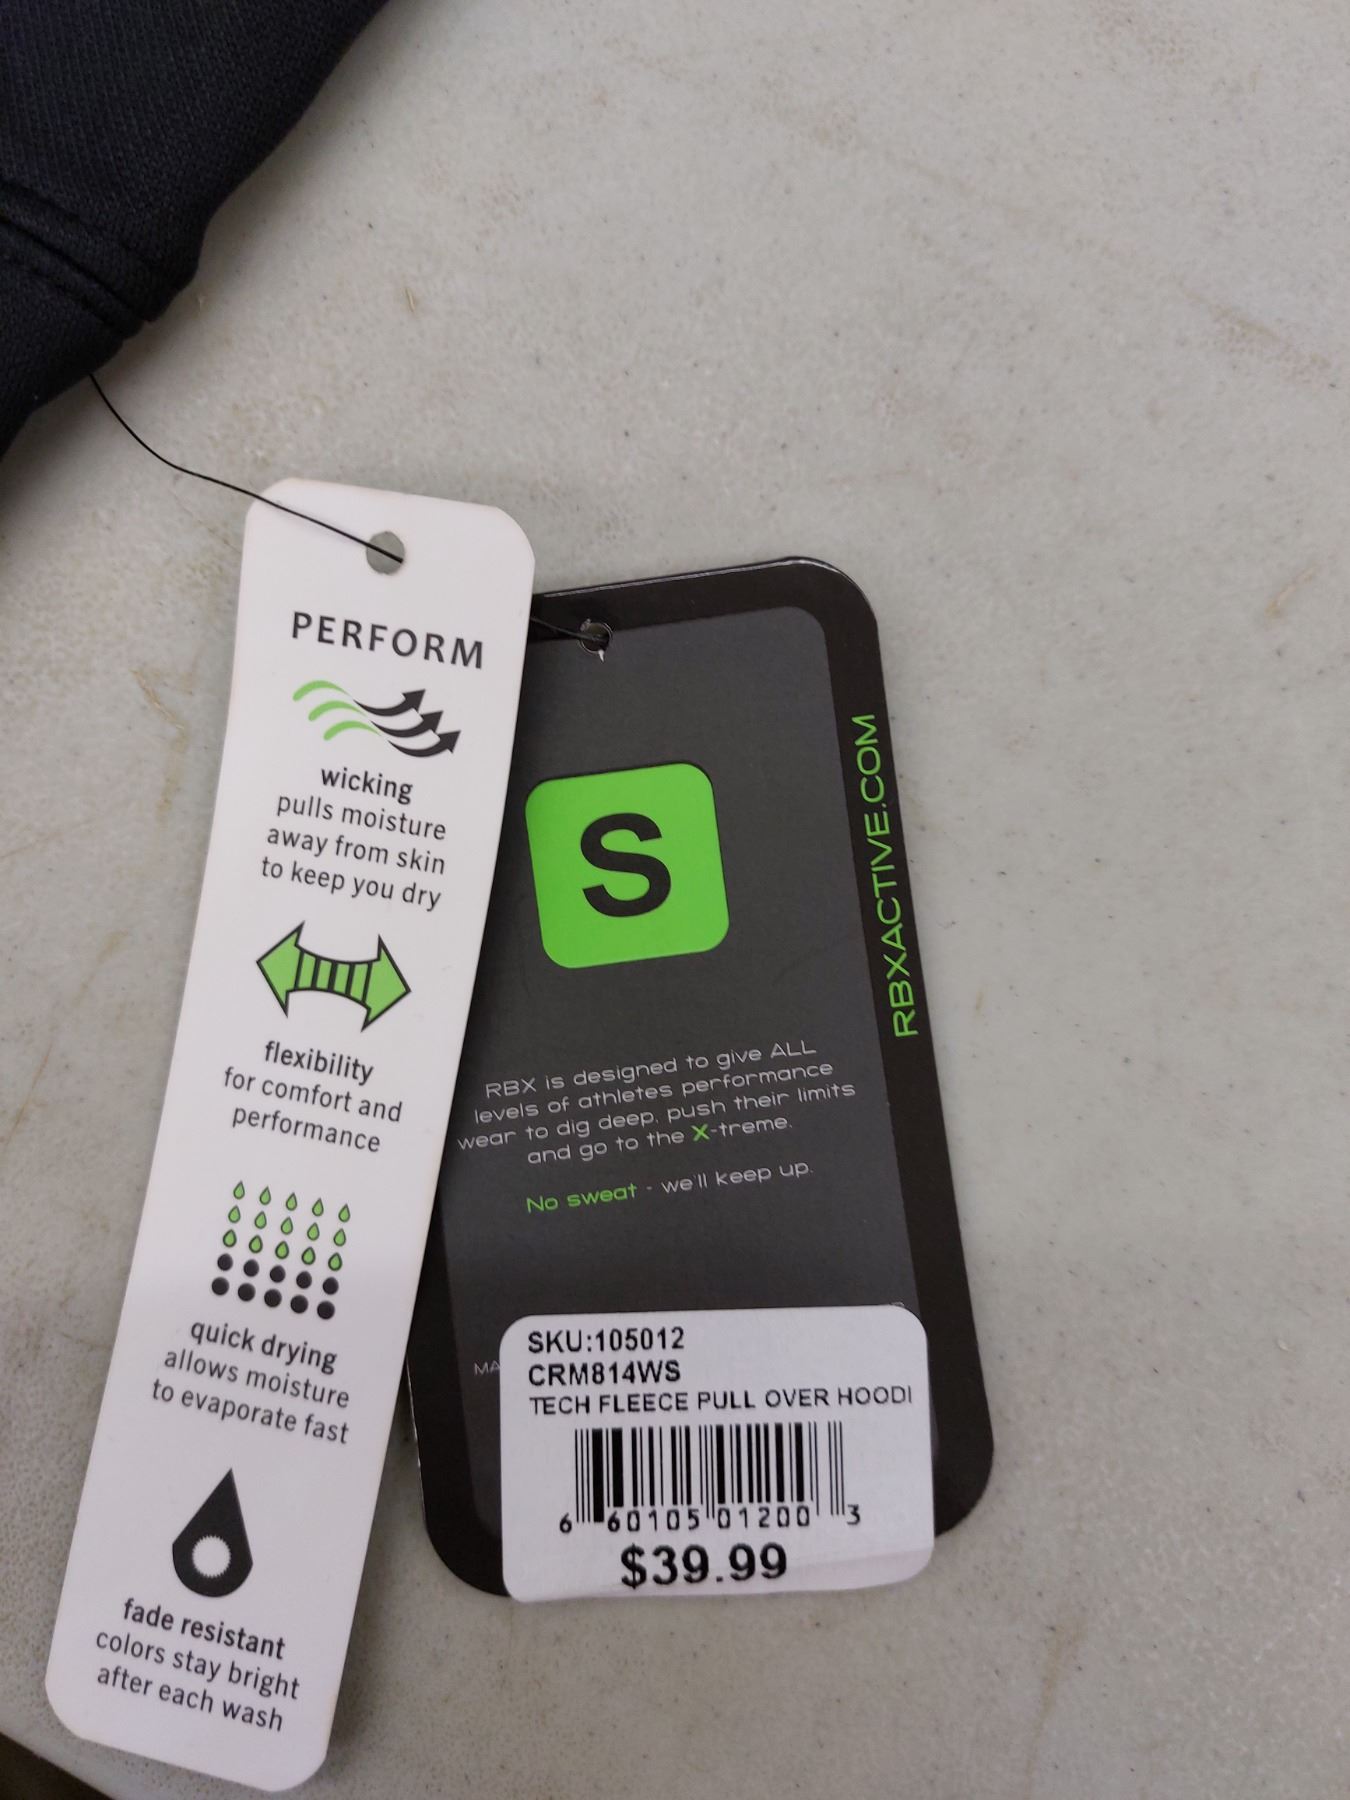 PERFORM
wicking
pulls moisture
away from skin
to keep you dry
flexibility
for comfort and
performance
quick drying
allows moisture
to evaporate fast
fade resistant
colors stay bright
after each wash
S
RBXACTIVE.COM
RBX is designed to give ALL
levels of athletes performance
wear to dig deep, push their limits
and go to the X-treme.
No sweat - we'll keep up.
MA
SKU:105012
CRM814WS
TECH FLEECE PULL OVER HOODI
6 60105 01200 3
$39.99